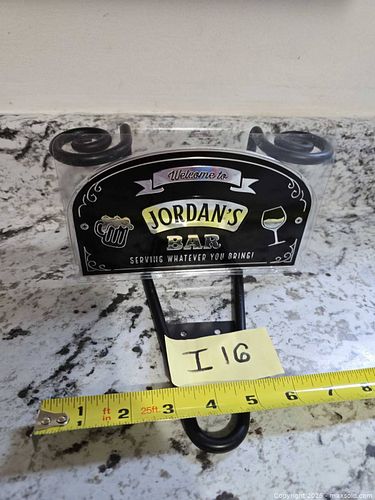 Welcome to
JORDAN'S
BAR
SERVING WHATEVER YOU BRING!
I 16
1 ft in 2 25ft 3 4 5 6 7 8
Copyright 2025 - maxsold.com